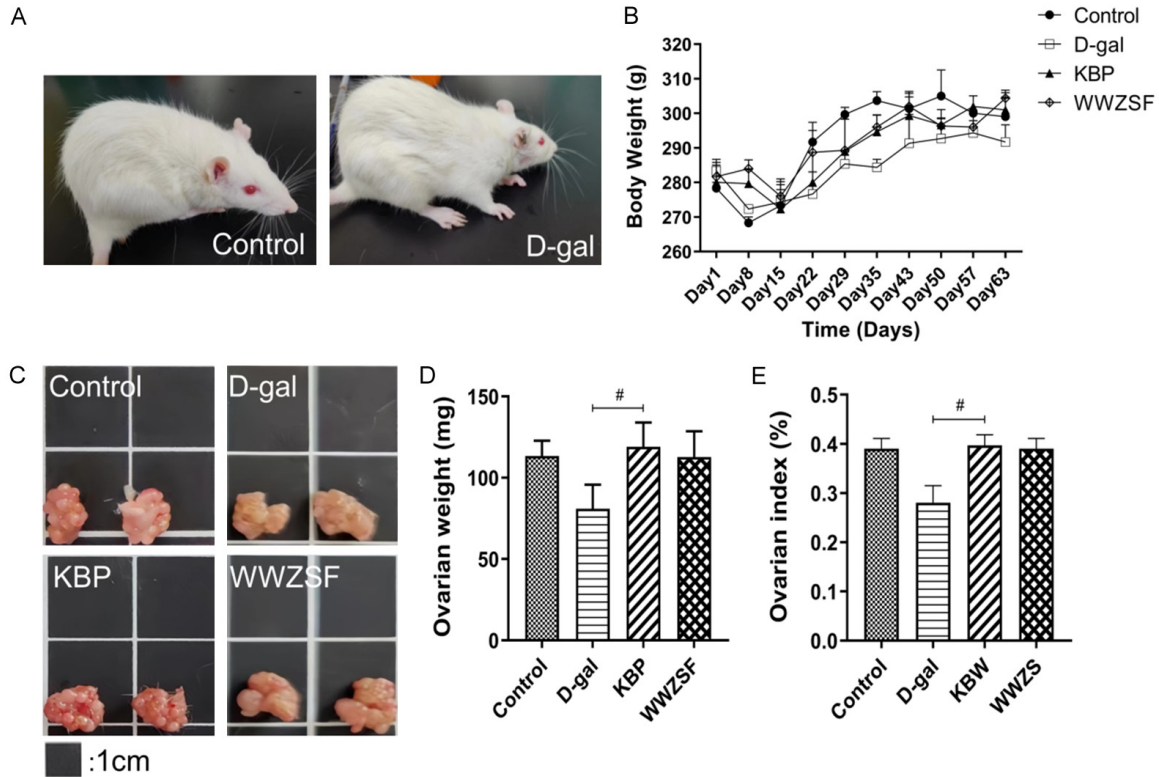 A
Control
D-gal
B
Control
D-gal
KBP
WWZSF
Body Weight (g)
320
310
300
290
280
270
260
Day1
Day8
Day15
Day22
Day29
Day35
Day43
Day50
Day57
Day63
Time (Days)
C
Control
D-gal
KBP
WWZSF
:1cm
D
Ovarian weight (mg)
150
100
50
0
#
Control
D-gal
KBP
WWZSF
E
Ovarian index (%)
0.5
0.4
0.3
0.2
0.1
0.0
#
Control
D-gal
KBW
WWZS